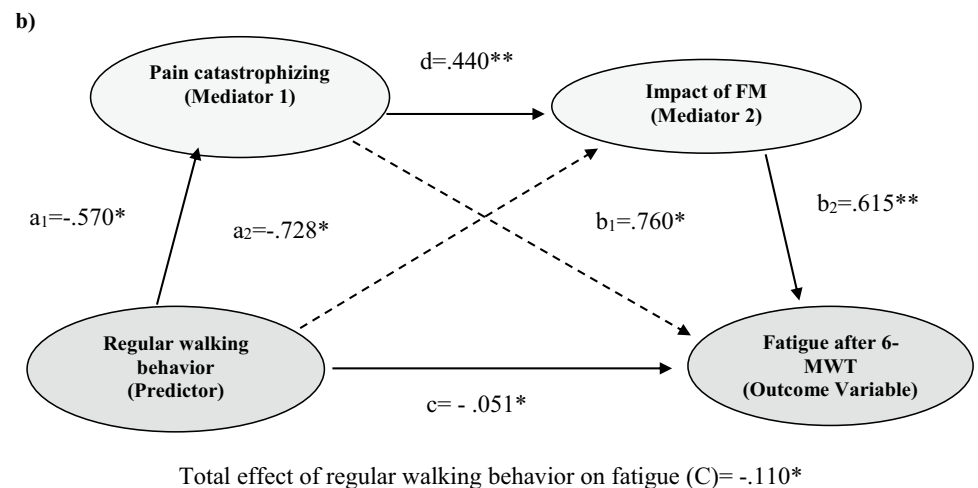 b)
Pain catastrophizing
(Mediator 1)
d=.440**
Impact of FM
(Mediator 2)
a₁=-.570*
a₂=-.728*
b₁=.760*
b₂=.615**
Regular walking
behavior
(Predictor)
Fatigue after 6-
MWT
(Outcome Variable)
c= - .051*
Total effect of regular walking behavior on fatigue (C)= -.110*